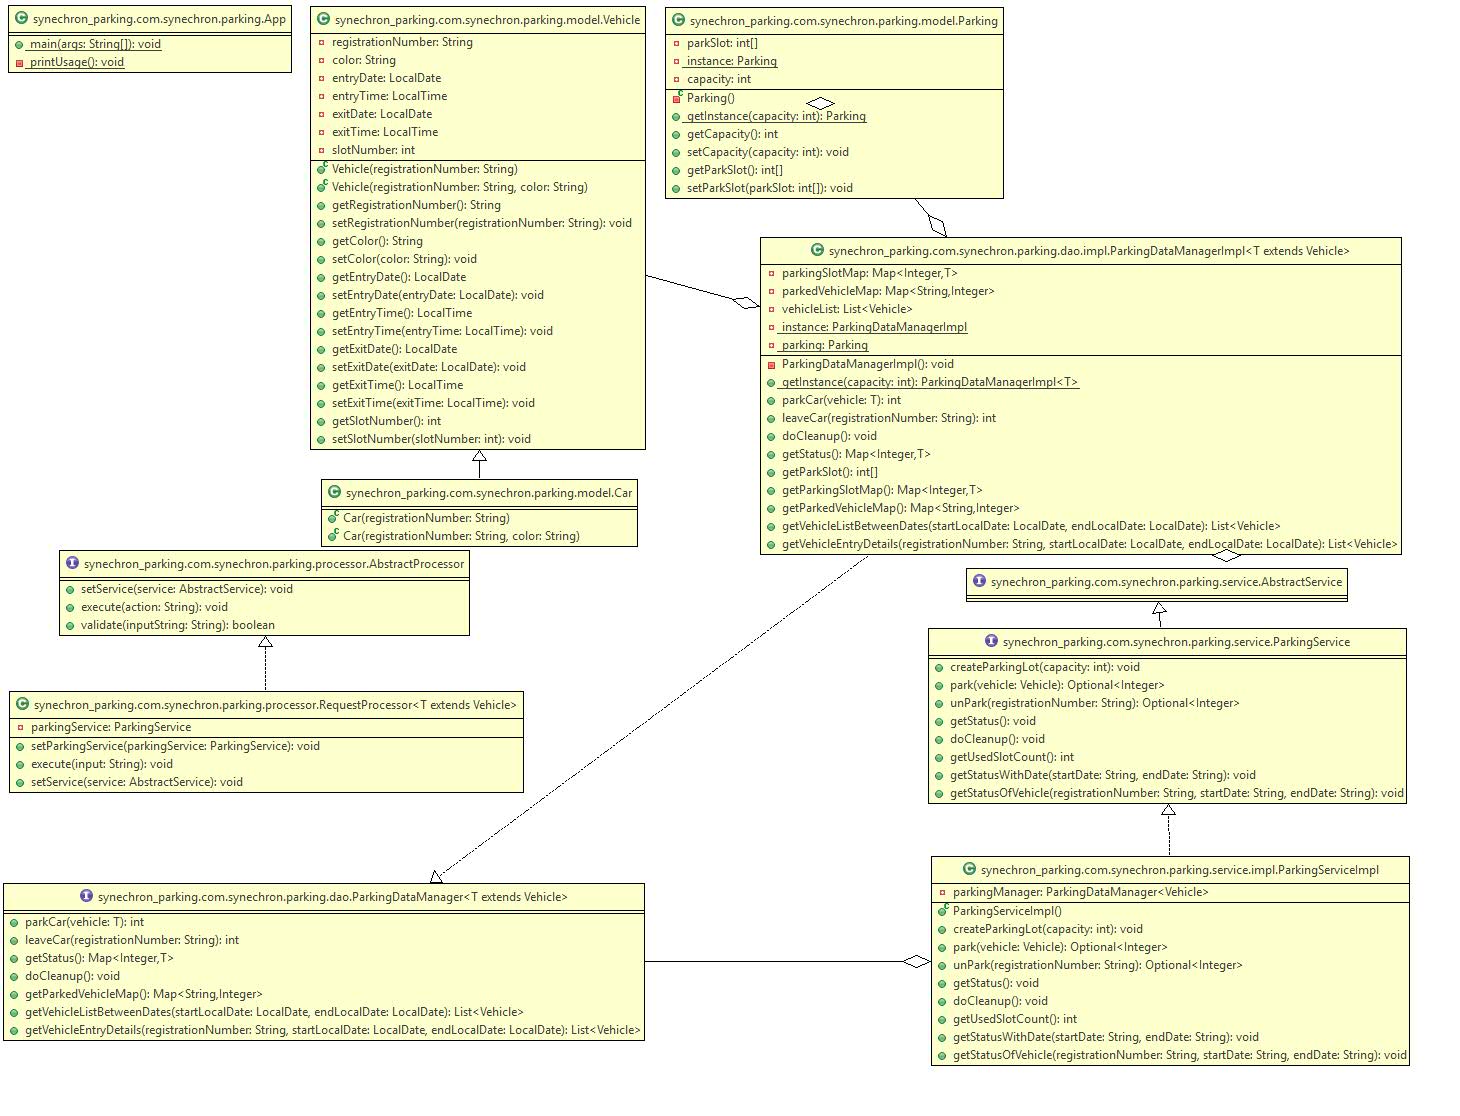 synechron_parking.com.synechron.parking.App
main(args: String[]): void
printUsage(): void
synechron_parking.com.synechron.parking.model.Vehicle
registrationNumber: String
color: String
entryDate: LocalDate
entryTime: LocalTime
exitDate: LocalDate
exitTime: LocalTime
slotNumber: int
Vehicle(registrationNumber: String)
Vehicle(registrationNumber: String, color: String)
getRegistrationNumber(): String
setRegistrationNumber(registrationNumber: String): void
getColor(): String
setColor(color: String): void
getEntryDate(): LocalDate
setEntryDate(entryDate: LocalDate): void
getEntryTime(): LocalTime
setEntryTime(entryTime: LocalTime): void
getExitDate(): LocalDate
setExitDate(exitDate: LocalDate): void
getExitTime(): LocalTime
setExitTime(exitTime: LocalTime): void
getSlotNumber(): int
setSlotNumber(slotNumber: int): void
synechron_parking.com.synechron.parking.model.Parking
parkSlot: int[]
instance: Parking
capacity: int
Parking()
getInstance(capacity: int): Parking
getCapacity(): int
setCapacity(capacity: int): void
getParkSlot(): int[]
setParkSlot(parkSlot: int[]): void
synechron_parking.com.synechron.parking.dao.impl.ParkingDataManagerImpl<T extends Vehicle>
parkingSlotMap: Map<Integer,T>
parkedVehicleMap: Map<String,Integer>
vehicleList: List<Vehicle>
instance: ParkingDataManagerImpl
parking: Parking
ParkingDataManagerImpl(): void
getInstance(capacity: int): ParkingDataManagerImpl<T>
parkCar(vehicle: T): int
leaveCar(registrationNumber: String): int
doCleanup(): void
getStatus(): Map<Integer,T>
getParkSlot(): int[]
getParkingSlotMap(): Map<Integer,T>
getParkedVehicleMap(): Map<String,Integer>
getVehicleListBetweenDates(startLocalDate: LocalDate, endLocalDate: LocalDate): List<Vehicle>
getVehicleEntryDetails(registrationNumber: String, startLocalDate: LocalDate, endLocalDate: LocalDate): List<Vehicle>
synechron_parking.com.synechron.parking.model.Car
Car(registrationNumber: String)
Car(registrationNumber: String, color: String)
synechron_parking.com.synechron.parking.processor.AbstractProcessor
setService(service: AbstractService): void
execute(action: String): void
validate(inputString: String): boolean
synechron_parking.com.synechron.parking.service.AbstractService
synechron_parking.com.synechron.parking.service.ParkingService
createParkingLot(capacity: int): void
park(vehicle: Vehicle): Optional<Integer>
unPark(registrationNumber: String): Optional<Integer>
getStatus(): void
doCleanup(): void
getUsedSlotCount(): int
getStatusWithDate(startDate: String, endDate: String): void
getStatusOfVehicle(registrationNumber: String, startDate: String, endDate: String): void
synechron_parking.com.synechron.parking.processor.RequestProcessor<T extends Vehicle>
parkingService: ParkingService
setParkingService(parkingService: ParkingService): void
execute(input: String): void
setService(service: AbstractService): void
synechron_parking.com.synechron.parking.dao.ParkingDataManager<T extends Vehicle>
parkCar(vehicle: T): int
leaveCar(registrationNumber: String): int
getStatus(): Map<Integer,T>
doCleanup(): void
getParkedVehicleMap(): Map<String,Integer>
getVehicleListBetweenDates(startLocalDate: LocalDate, endLocalDate: LocalDate): List<Vehicle>
getVehicleEntryDetails(registrationNumber: String, startLocalDate: LocalDate, endLocalDate: LocalDate): List<Vehicle>
synechron_parking.com.synechron.parking.service.impl.ParkingServiceImpl
parkingManager: ParkingDataManager<Vehicle>
ParkingServiceImpl()
createParkingLot(capacity: int): void
park(vehicle: Vehicle): Optional<Integer>
unPark(registrationNumber: String): Optional<Integer>
getStatus(): void
doCleanup(): void
getUsedSlotCount(): int
getStatusWithDate(startDate: String, endDate: String): void
getStatusOfVehicle(registrationNumber: String, startDate: String, endDate: String): void